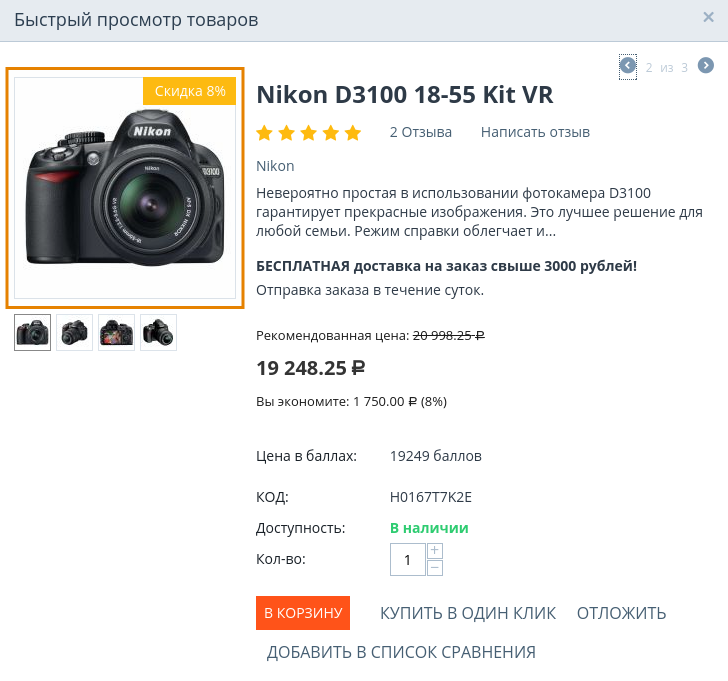 Быстрый просмотр товаров
×
2 из 3
Скидка 8%
Nikon
Nikon
D3100
Nikon D3100 18-55 Kit VR
2 Отзыва Написать отзыв
Nikon
Невероятно простая в использовании фотокамера D3100
гарантирует прекрасные изображения. Это лучшее решение для
любой семьи. Режим справки облегчает и...
БЕСПЛАТНАЯ доставка на заказ свыше 3000 рублей!
Отправка заказа в течение суток.
Рекомендованная цена: 20 998.25 ₽
19 248.25 ₽
Вы экономите: 1 750.00 ₽ (8%)
Цена в баллах: 19249 баллов
КОД: H0167T7K2E
Доступность: В наличии
Кол-во: 1 + −
В КОРЗИНУ КУПИТЬ В ОДИН КЛИК ОТЛОЖИТЬ
ДОБАВИТЬ В СПИСОК СРАВНЕНИЯ